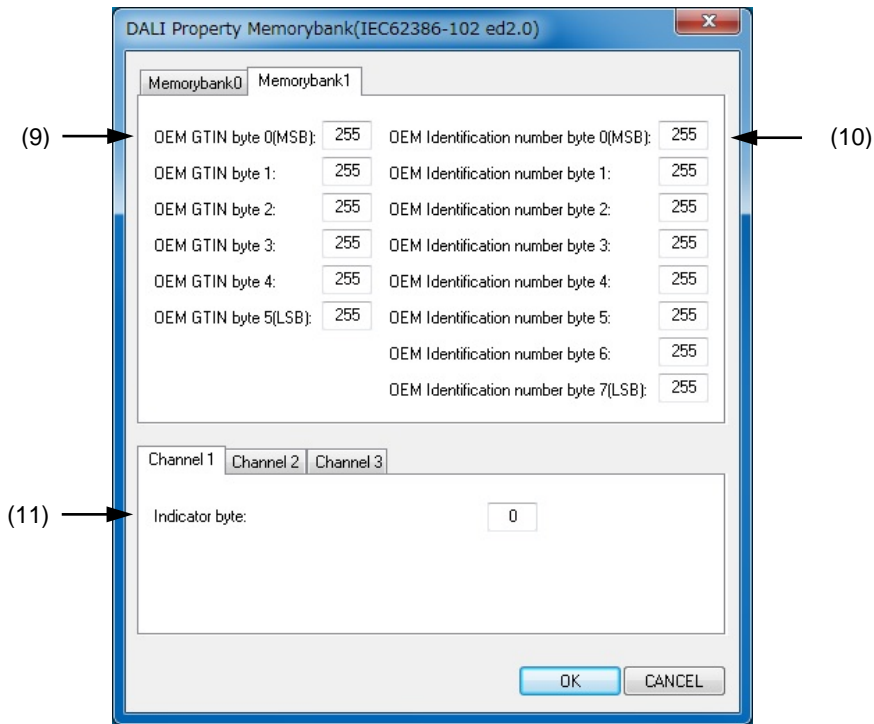 DALI Property Memorybank(IEC62386-102 ed2.0)
Memorybank0 Memorybank1
(9) OEM GTIN byte 0(MSB): 255 OEM Identification number byte 0(MSB): 255 (10)
OEM GTIN byte 1: 255 OEM Identification number byte 1: 255
OEM GTIN byte 2: 255 OEM Identification number byte 2: 255
OEM GTIN byte 3: 255 OEM Identification number byte 3: 255
OEM GTIN byte 4: 255 OEM Identification number byte 4: 255
OEM GTIN byte 5(LSB): 255 OEM Identification number byte 5: 255
OEM Identification number byte 6: 255
OEM Identification number byte 7(LSB): 255
Channel 1 Channel 2 Channel 3
(11) Indicator byte: 0
OK CANCEL